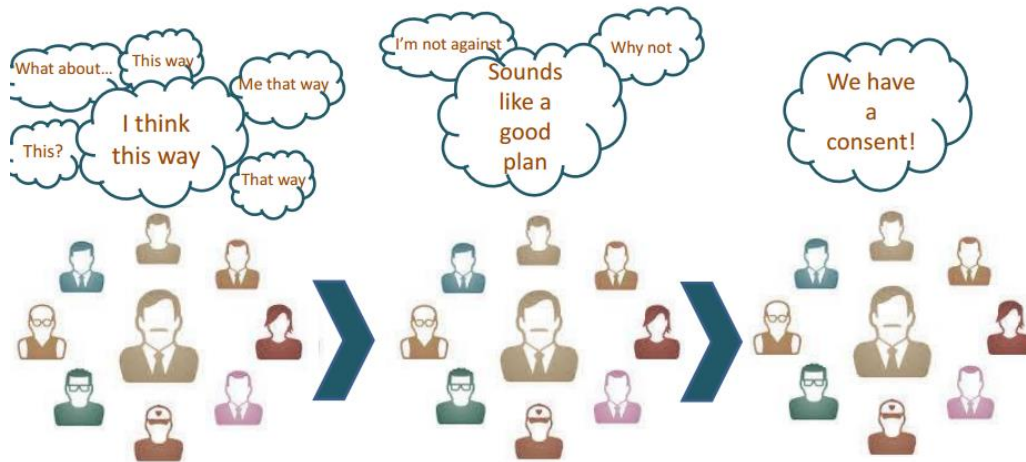 What about…
This way
Me that way
I think
this way
This?
That way
I'm not against
Why not
Sounds
like a
good
plan
We have
a
consent!